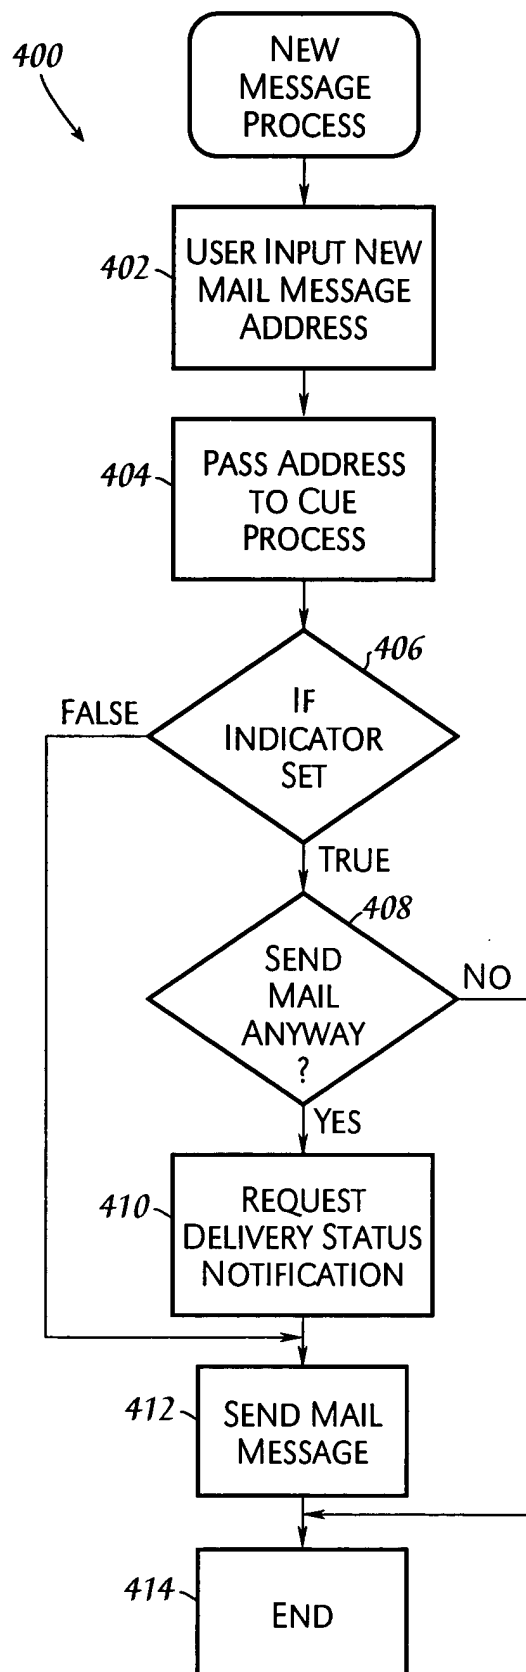 400
NEW
MESSAGE
PROCESS
402
USER INPUT NEW
MAIL MESSAGE
ADDRESS
404
PASS ADDRESS
TO CUE
PROCESS
406
IF
INDICATOR
SET
FALSE
TRUE
408
SEND
MAIL
ANYWAY
?
NO
YES
410
REQUEST
DELIVERY STATUS
NOTIFICATION
412
SEND MAIL
MESSAGE
414
END